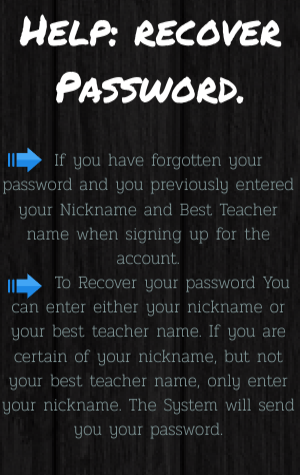 Help: recover
Password.
If you have forgotten your
password and you previously entered
your Nickname and Best Teacher
name when signing up for the
account.
To Recover your password You
can enter either your nickname or
your best teacher name. If you are
certain of your nickname, but not
your best teacher name, only enter
your nickname. The System will send
you your password.